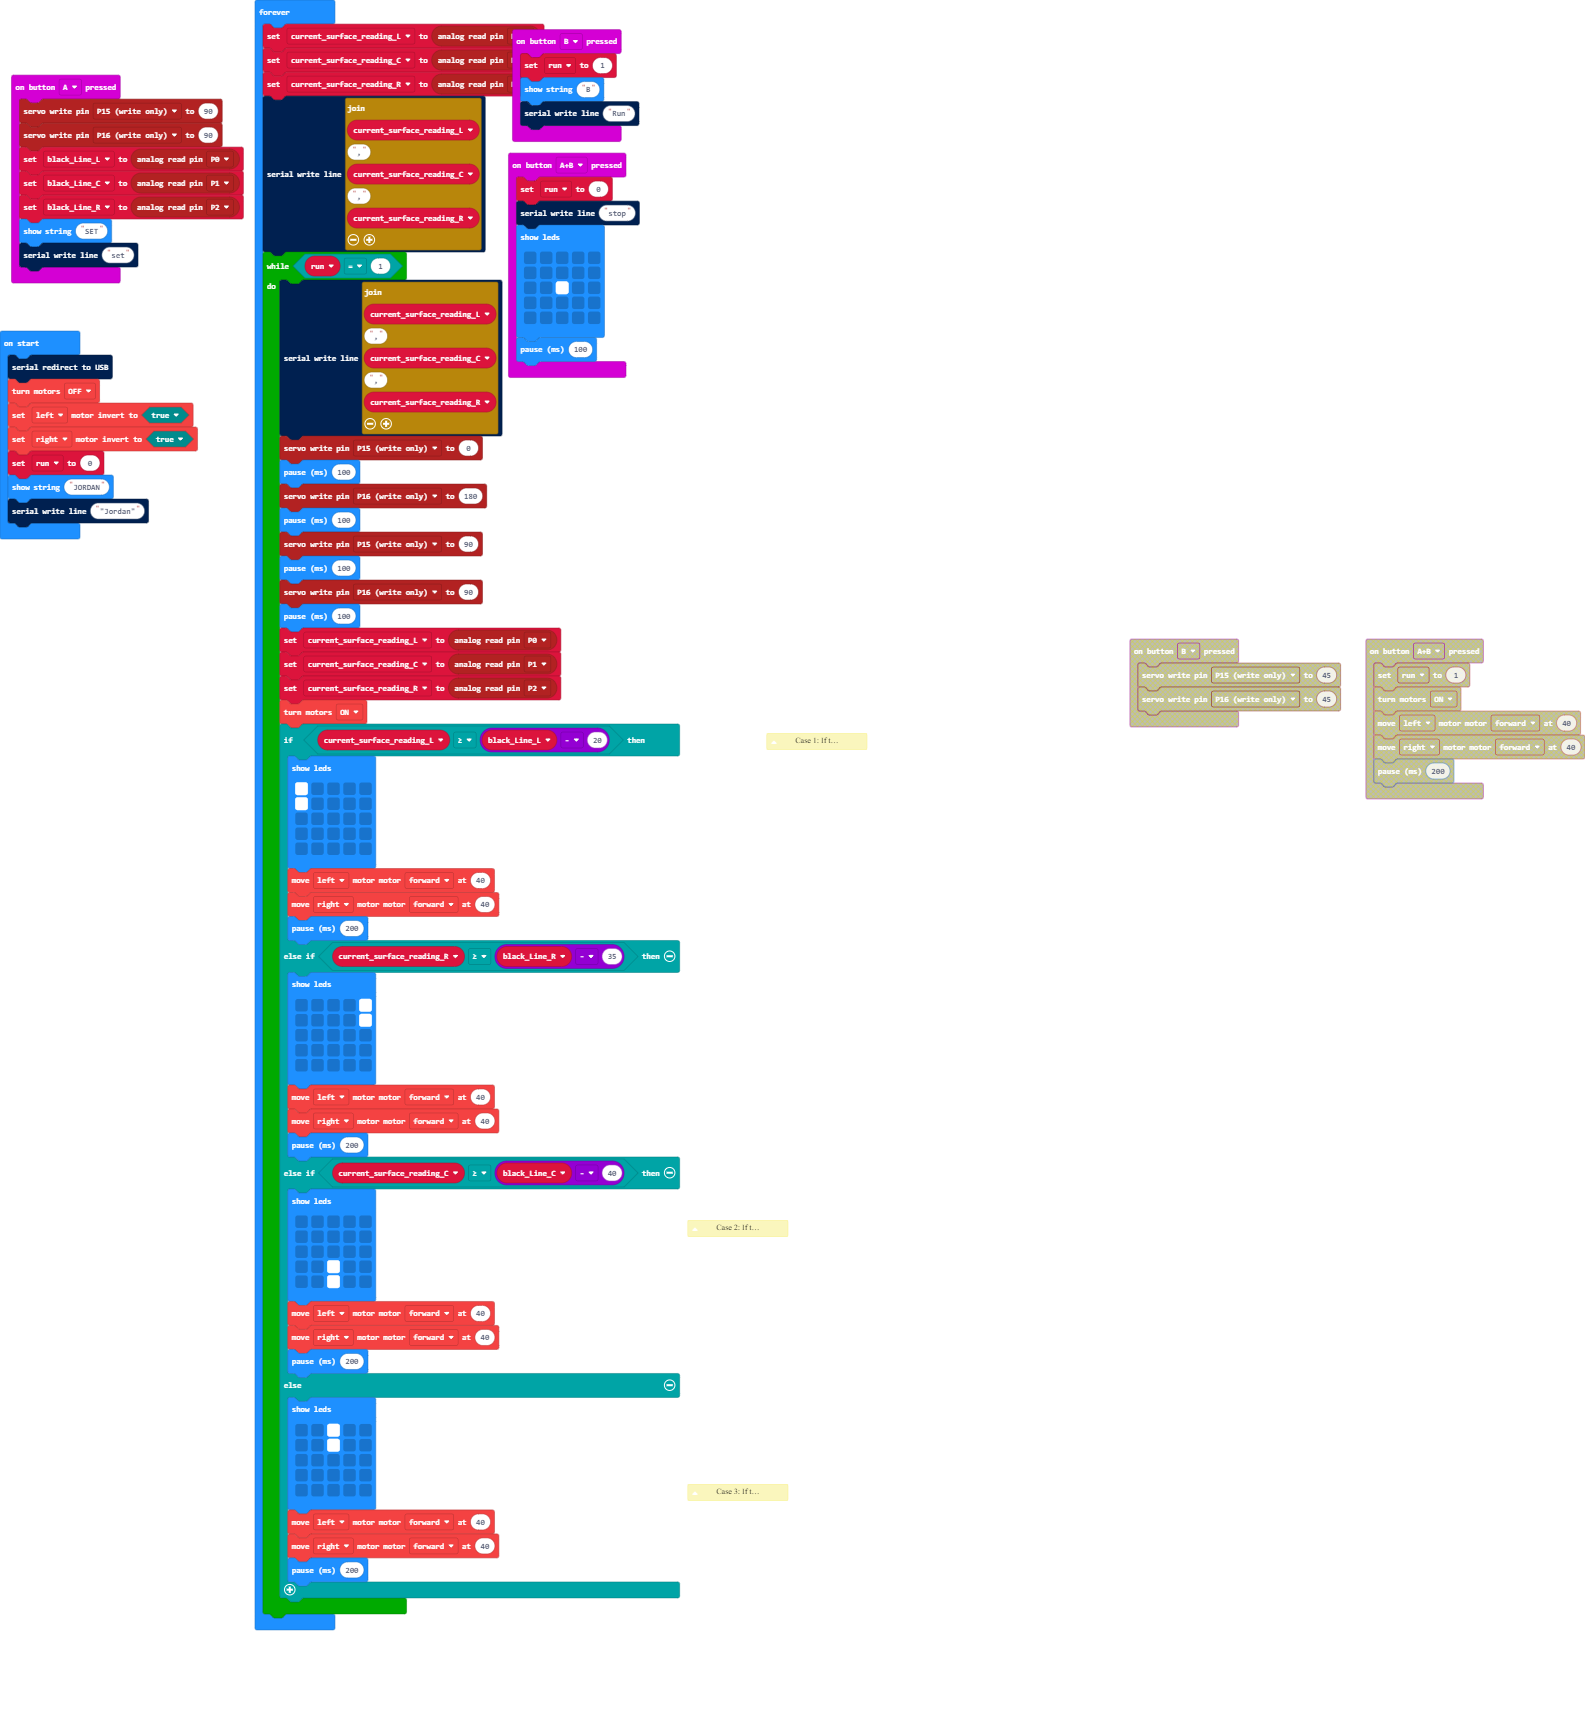 on button A pressed
servo write pin P15 (write only) to 90
servo write pin P16 (write only) to 90
set black_Line_L to analog read pin P0
set black_Line_C to analog read pin P1
set black_Line_R to analog read pin P2
show string "SET"
serial write line "set"
on start
serial redirect to USB
turn motors OFF
set left motor invert to true
set right motor invert to true
set run to 0
show string "JORDAN"
serial write line ""Jordan""
forever
set current_surface_reading_L to analog read pin
set current_surface_reading_C to analog read pin
set current_surface_reading_R to analog read pin
serial write line join
current_surface_reading_L
","
current_surface_reading_C
","
current_surface_reading_R
while run = 1
do
serial write line join
current_surface_reading_L
","
current_surface_reading_C
","
current_surface_reading_R
servo write pin P15 (write only) to 0
pause (ms) 100
servo write pin P16 (write only) to 180
pause (ms) 100
servo write pin P15 (write only) to 90
pause (ms) 100
servo write pin P16 (write only) to 90
pause (ms) 100
set current_surface_reading_L to analog read pin P0
set current_surface_reading_C to analog read pin P1
set current_surface_reading_R to analog read pin P2
turn motors ON
if current_surface_reading_L ≥ black_Line_L - 20 then
show leds
move left motor motor forward at 40
move right motor motor forward at 40
pause (ms) 200
else if current_surface_reading_R ≥ black_Line_R - 35 then
show leds
move left motor motor forward at 40
move right motor motor forward at 40
pause (ms) 200
else if current_surface_reading_C ≥ black_Line_C - 40 then
show leds
move left motor motor forward at 40
move right motor motor forward at 40
pause (ms) 200
else
show leds
move left motor motor forward at 40
move right motor motor forward at 40
pause (ms) 200
on button B pressed
set run to 1
show string "B"
serial write line "Run"
on button A+B pressed
set run to 0
serial write line "stop"
show leds
pause (ms) 100
Case 1: If t...
Case 2: If t...
Case 3: If t...
on button B pressed
servo write pin P15 (write only) to 45
servo write pin P16 (write only) to 45
on button A+B pressed
set run to 1
turn motors ON
move left motor motor forward at 40
move right motor motor forward at 40
pause (ms) 200